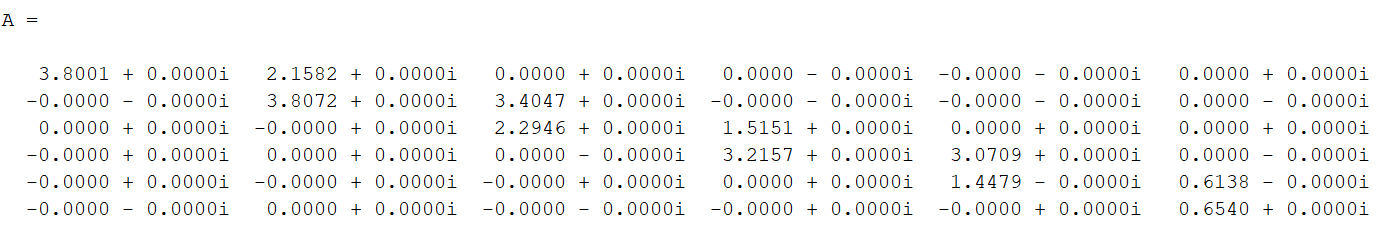 A =
3.8001 + 0.0000i 2.1582 + 0.0000i 0.0000 + 0.0000i 0.0000 - 0.0000i -0.0000 - 0.0000i 0.0000 + 0.0000i
-0.0000 - 0.0000i 3.8072 + 0.0000i 3.4047 + 0.0000i -0.0000 - 0.0000i -0.0000 - 0.0000i 0.0000 - 0.0000i
0.0000 + 0.0000i -0.0000 + 0.0000i 2.2946 + 0.0000i 1.5151 + 0.0000i 0.0000 + 0.0000i 0.0000 + 0.0000i
-0.0000 + 0.0000i 0.0000 + 0.0000i 0.0000 - 0.0000i 3.2157 + 0.0000i 3.0709 + 0.0000i 0.0000 - 0.0000i
-0.0000 + 0.0000i -0.0000 + 0.0000i -0.0000 + 0.0000i 0.0000 + 0.0000i 1.4479 - 0.0000i 0.6138 - 0.0000i
-0.0000 - 0.0000i 0.0000 + 0.0000i -0.0000 - 0.0000i -0.0000 + 0.0000i -0.0000 + 0.0000i 0.6540 + 0.0000i